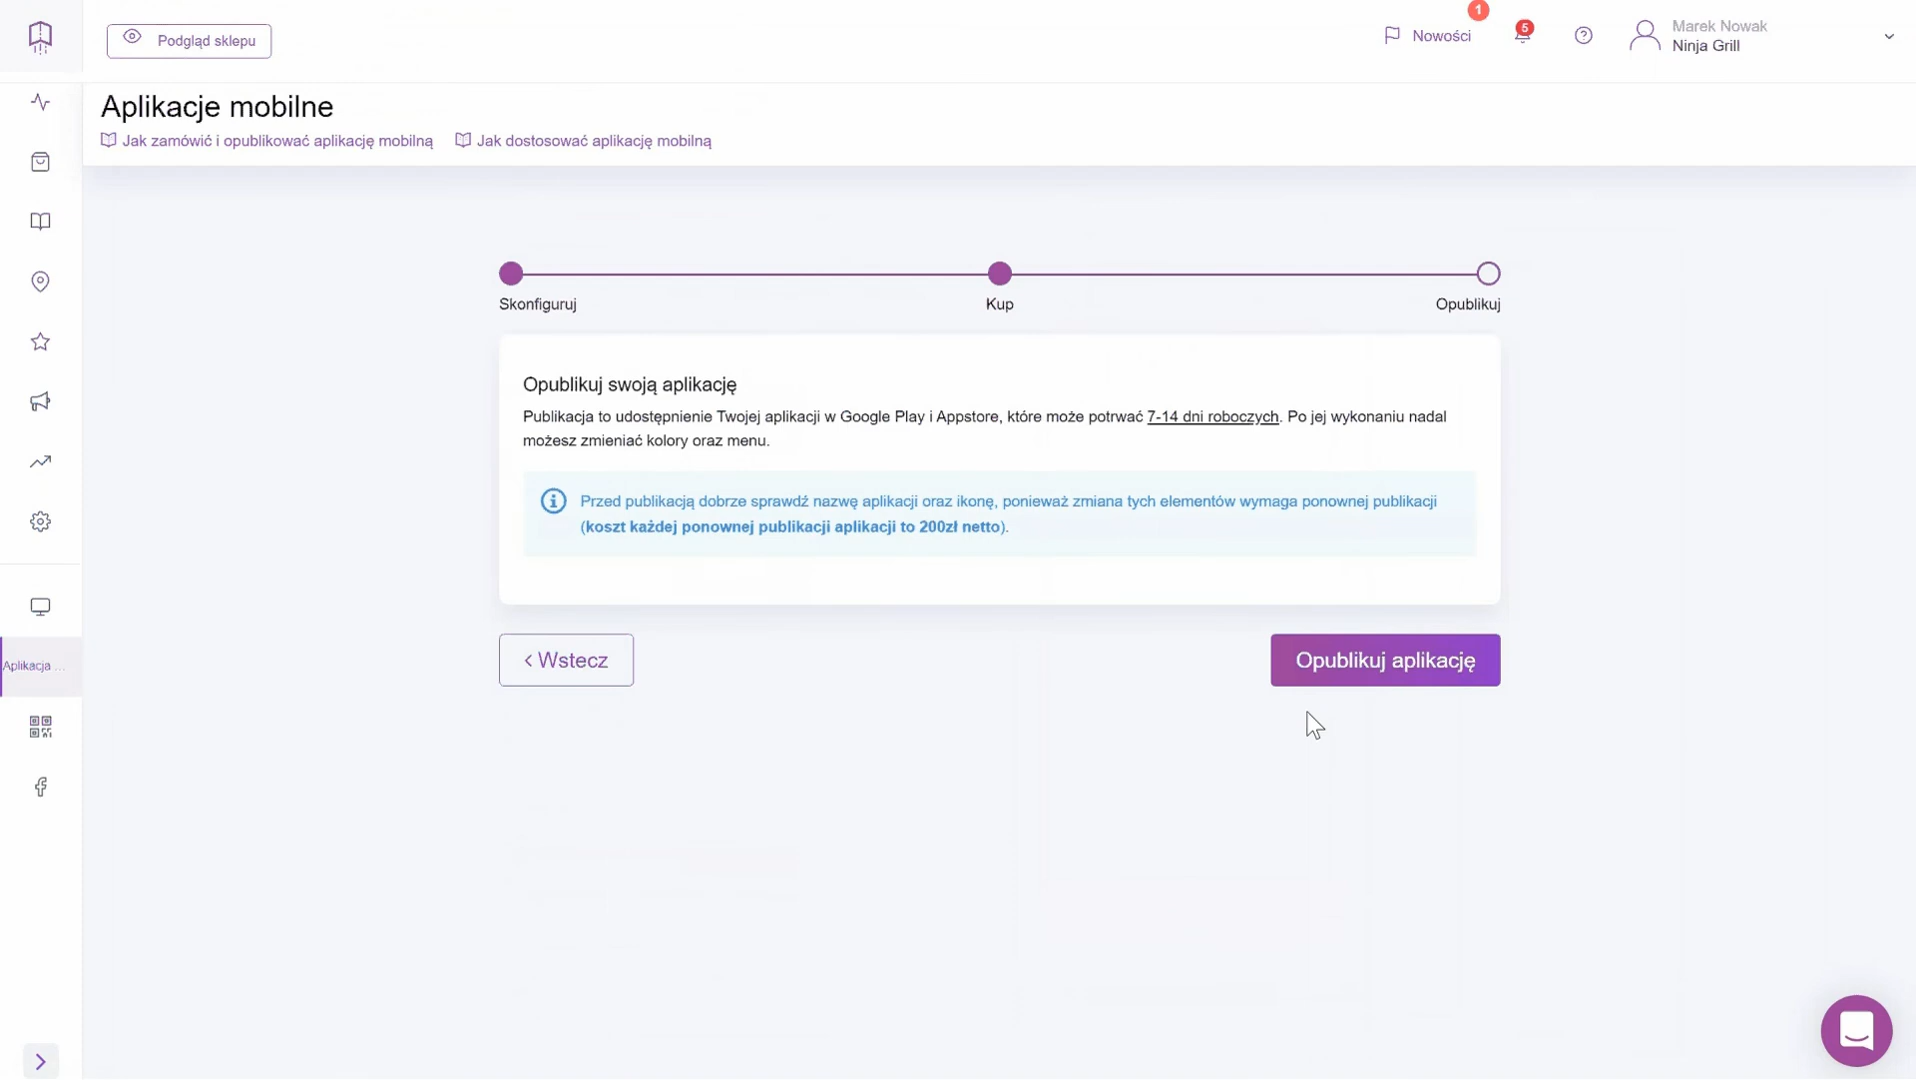 Podgląd sklepu
Nowości
1
5
Marek Nowak
Ninja Grill
Aplikacje mobilne
Jak zamówić i opublikować aplikację mobilną
Jak dostosować aplikację mobilną
Skonfiguruj
Kup
Opublikuj
Opublikuj swoją aplikację
Publikacja to udostępnienie Twojej aplikacji w Google Play i Appstore, które może potrwać 7-14 dni roboczych. Po jej wykonaniu nadal
możesz zmieniać kolory oraz menu.
Przed publikacją dobrze sprawdź nazwę aplikacji oraz ikonę, ponieważ zmiana tych elementów wymaga ponownej publikacji
(koszt każdej ponownej publikacji aplikacji to 200zł netto).
Wstecz
Opublikuj aplikację
Aplikacja ...